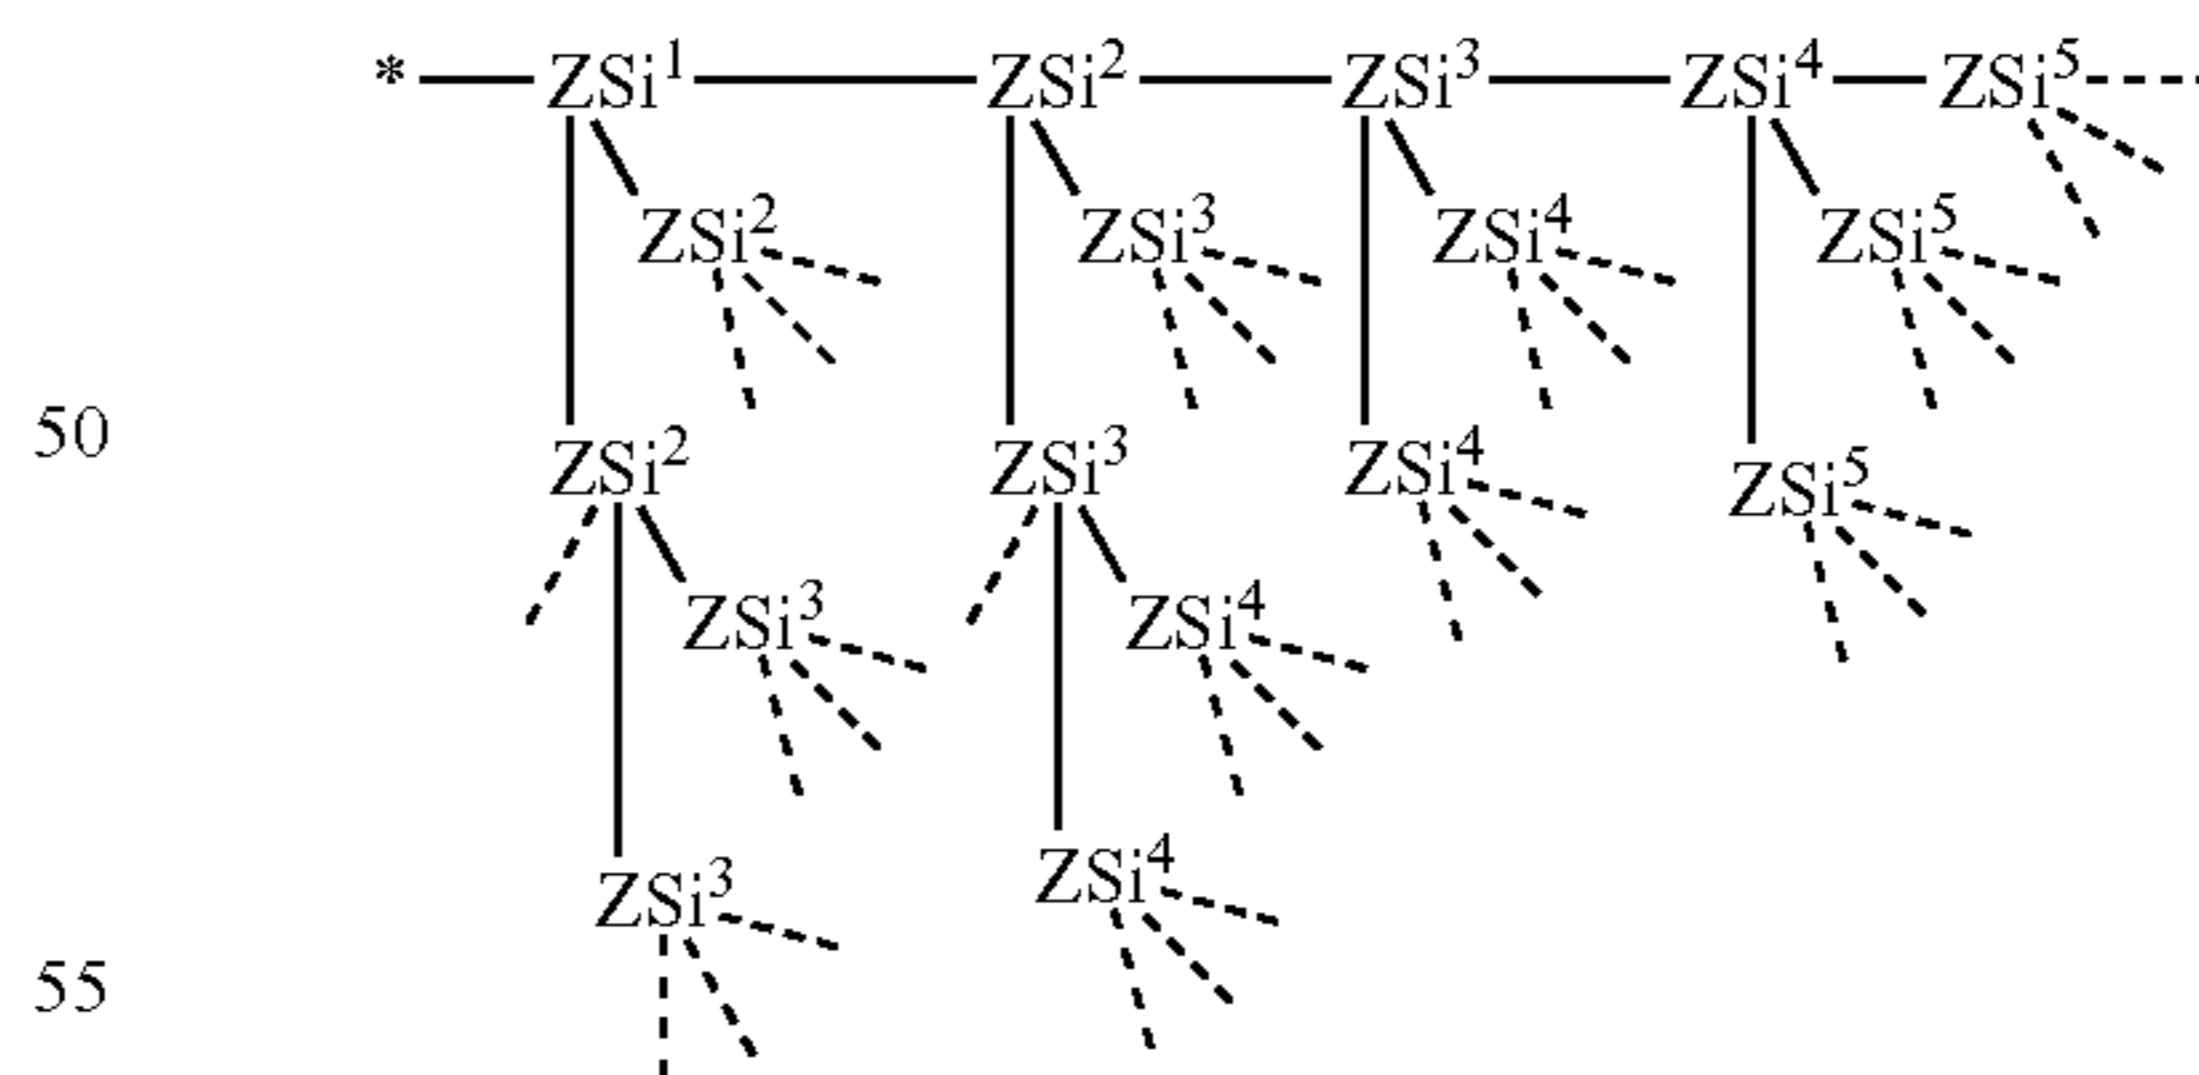 * ZSi¹ ZSi² ZSi³ ZSi⁴ ZSi⁵
ZSi² ZSi³ ZSi⁴ ZSi⁵
50
ZSi² ZSi³ ZSi⁴ ZSi⁵
ZSi³ ZSi⁴
ZSi³ ZSi⁴
55